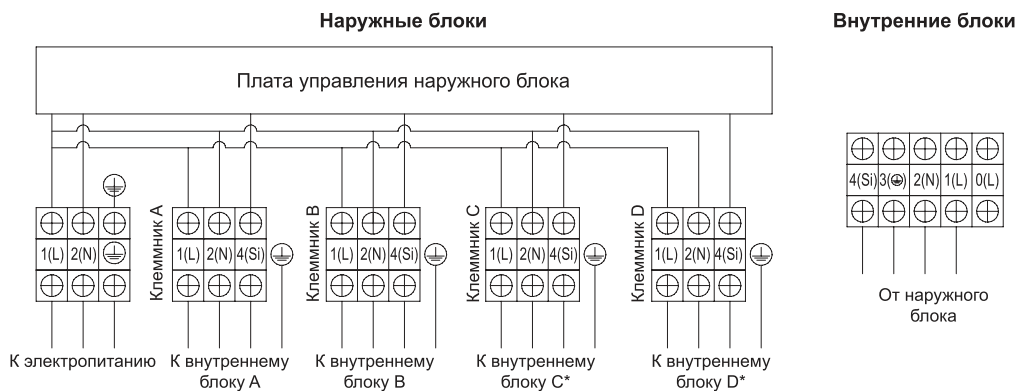 Наружные блоки
Внутренние блоки
Плата управления наружного блока
Клеммник A
Клеммник B
Клеммник C
Клеммник D
1(L) 2(N)
1(L) 2(N) 4(Si)
1(L) 2(N) 4(Si)
1(L) 2(N) 4(Si)
1(L) 2(N) 4(Si)
4(Si) 3(⏚) 2(N) 1(L) 0(L)
К электропитанию
К внутреннему
блоку A
К внутреннему
блоку B
К внутреннему
блоку C*
К внутреннему
блоку D*
От наружного
блока